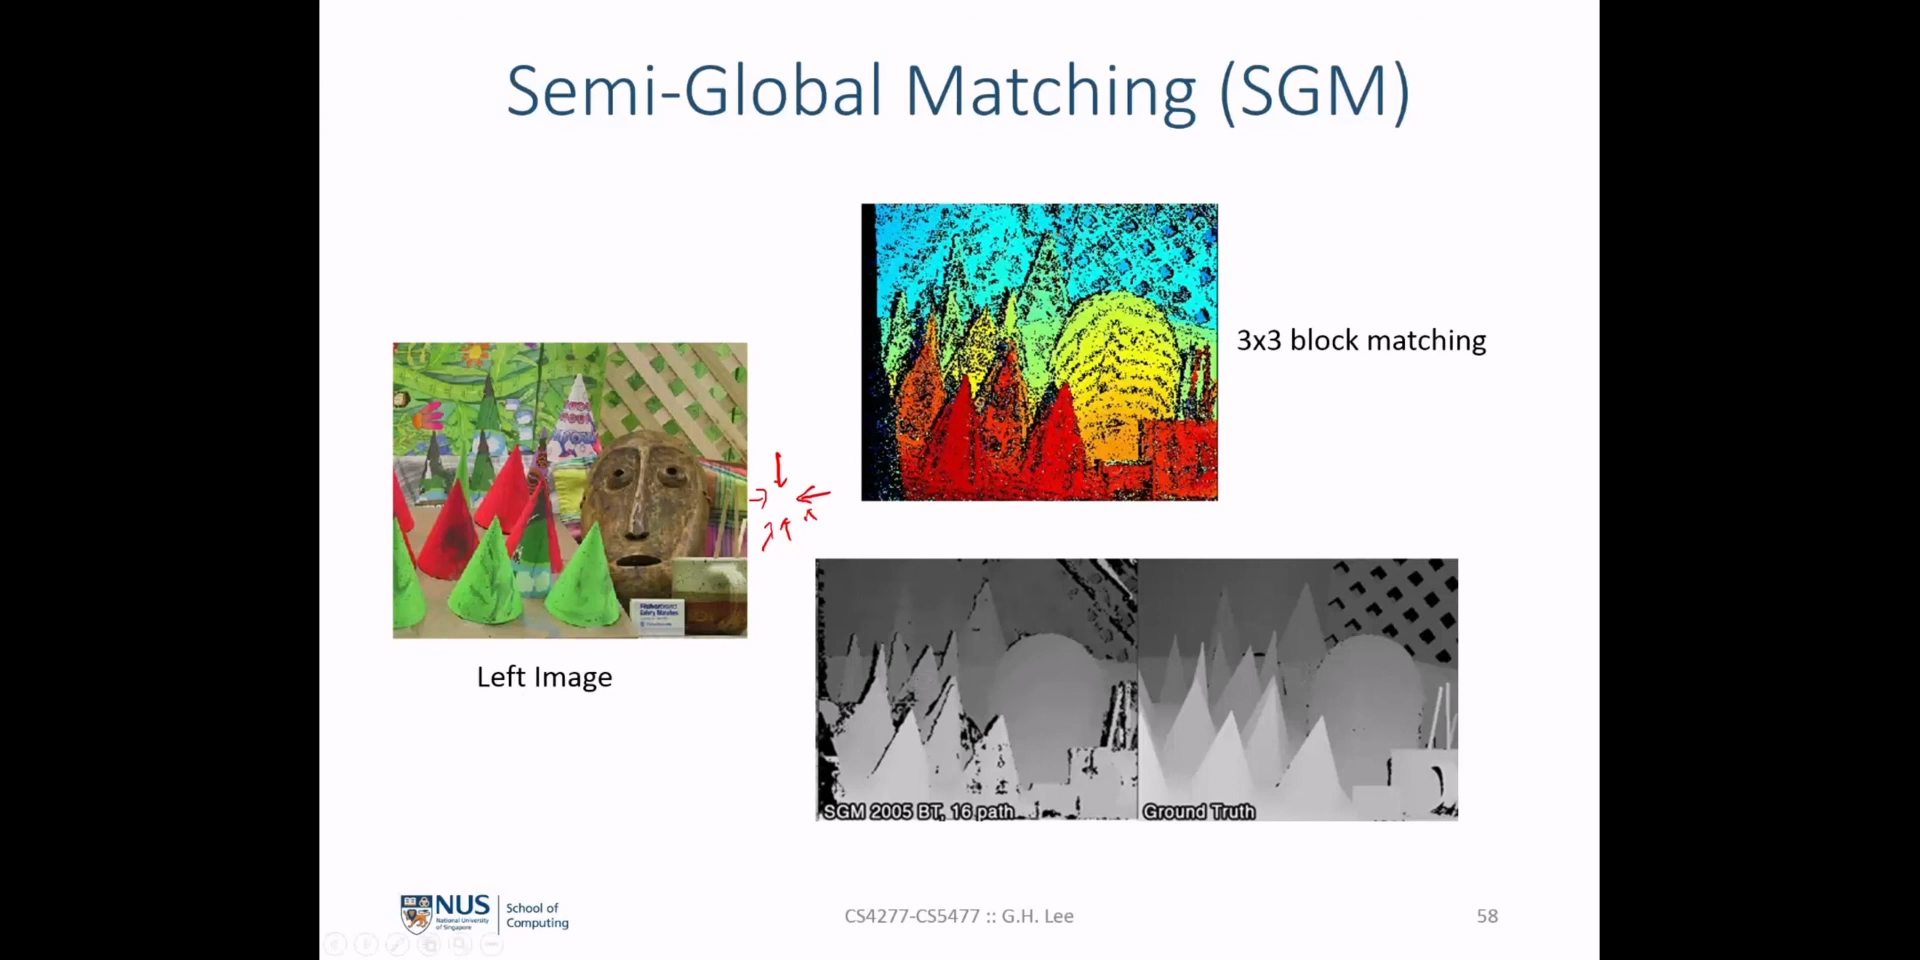 Semi-Global Matching (SGM)
3x3 block matching
Left Image
SGM 2005 BT, 16 path
Ground Truth
NUS
National University
of Singapore
School of
Computing
CS4277-CS5477 :: G.H. Lee
58